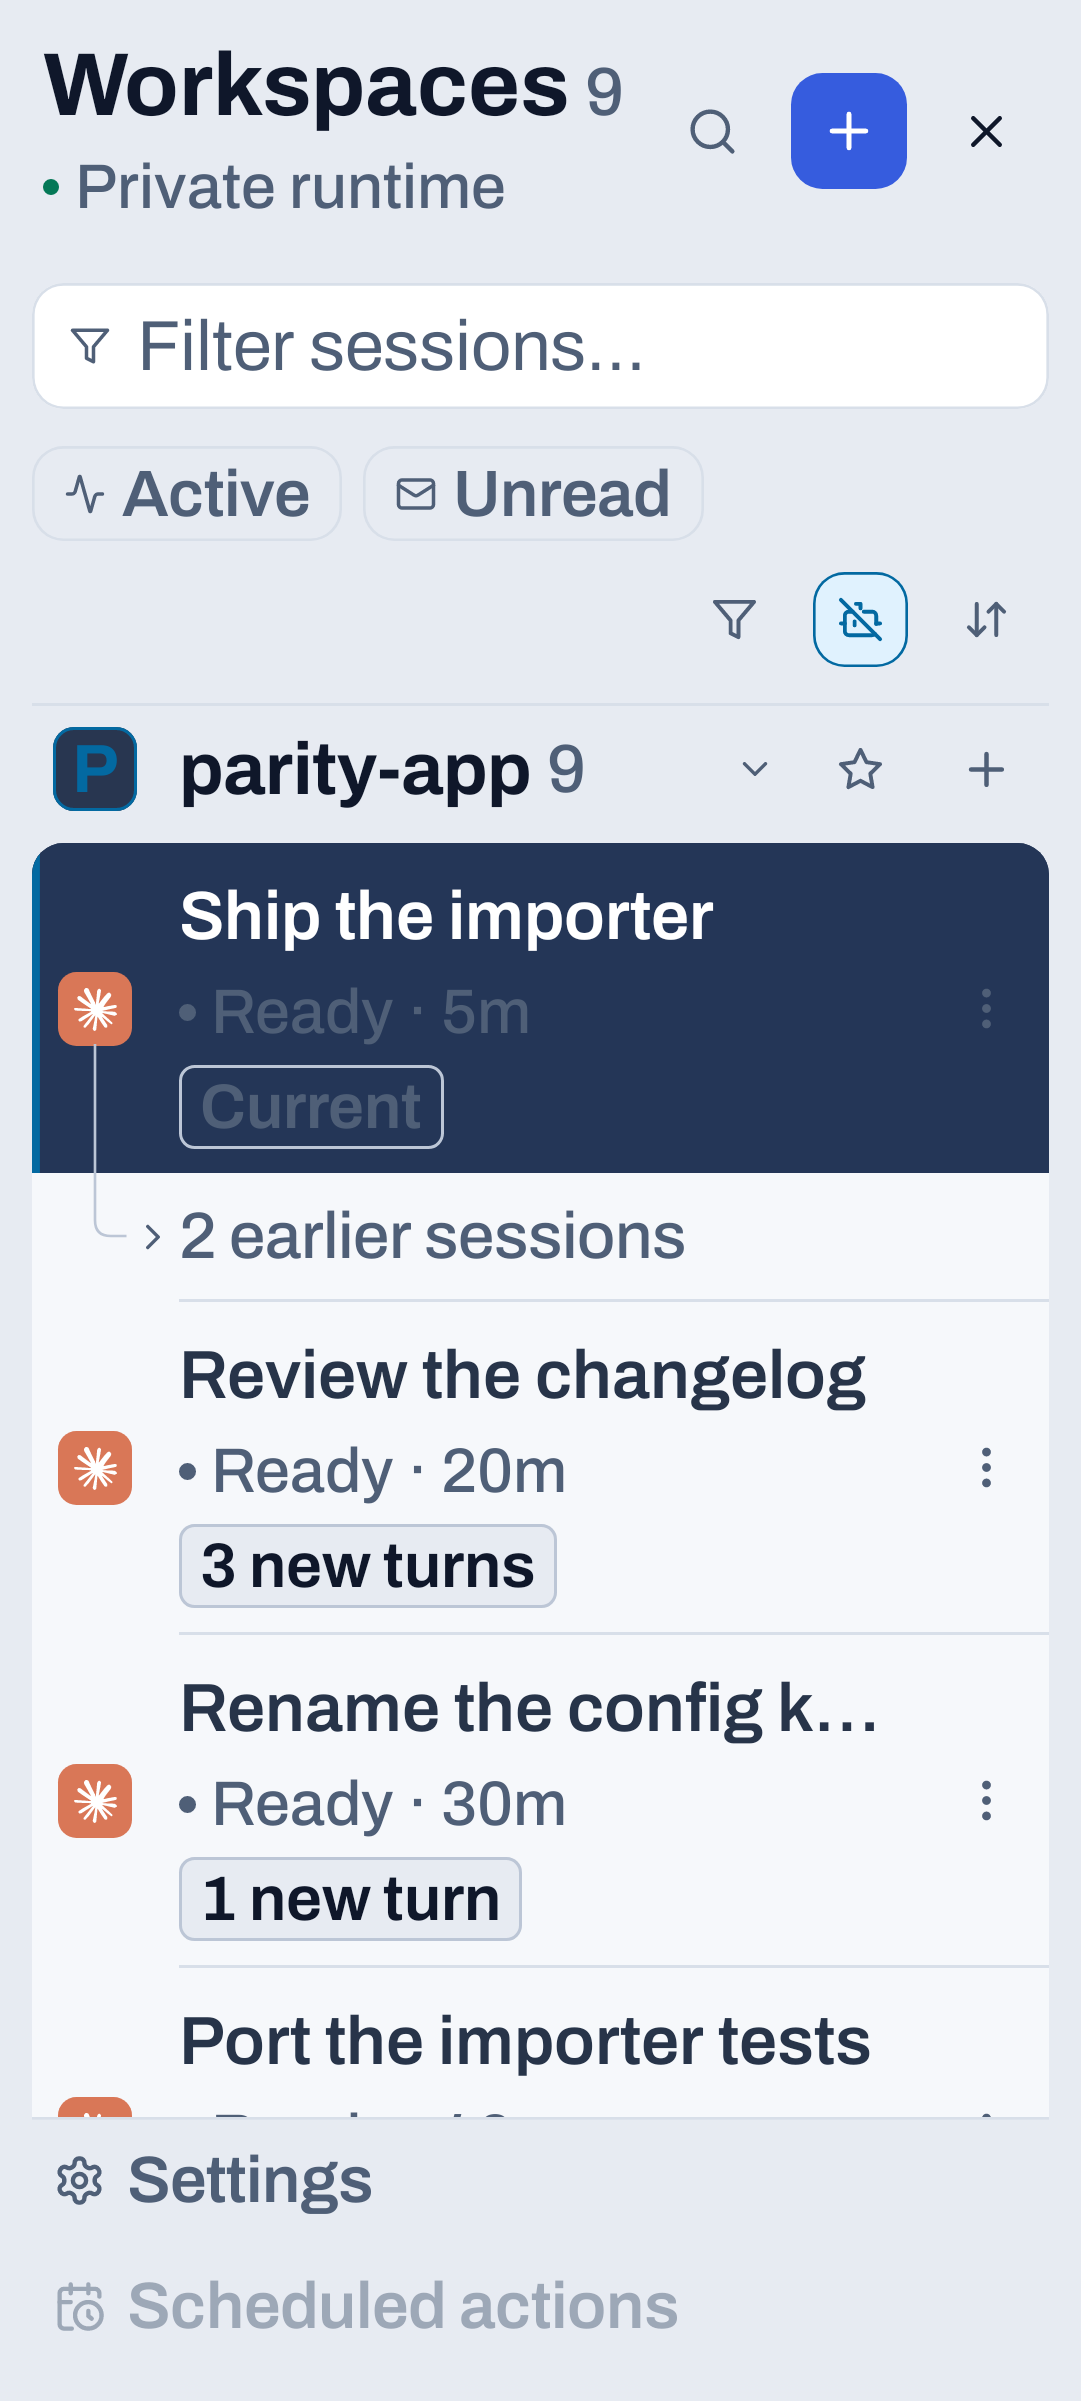 Workspaces 9
Private runtime
Filter sessions...
Active
Unread
P
parity-app 9
Ship the importer
• Ready · 5m
Current
2 earlier sessions
Review the changelog
• Ready · 20m
3 new turns
Rename the config k...
• Ready · 30m
1 new turn
Port the importer tests
Settings
Scheduled actions